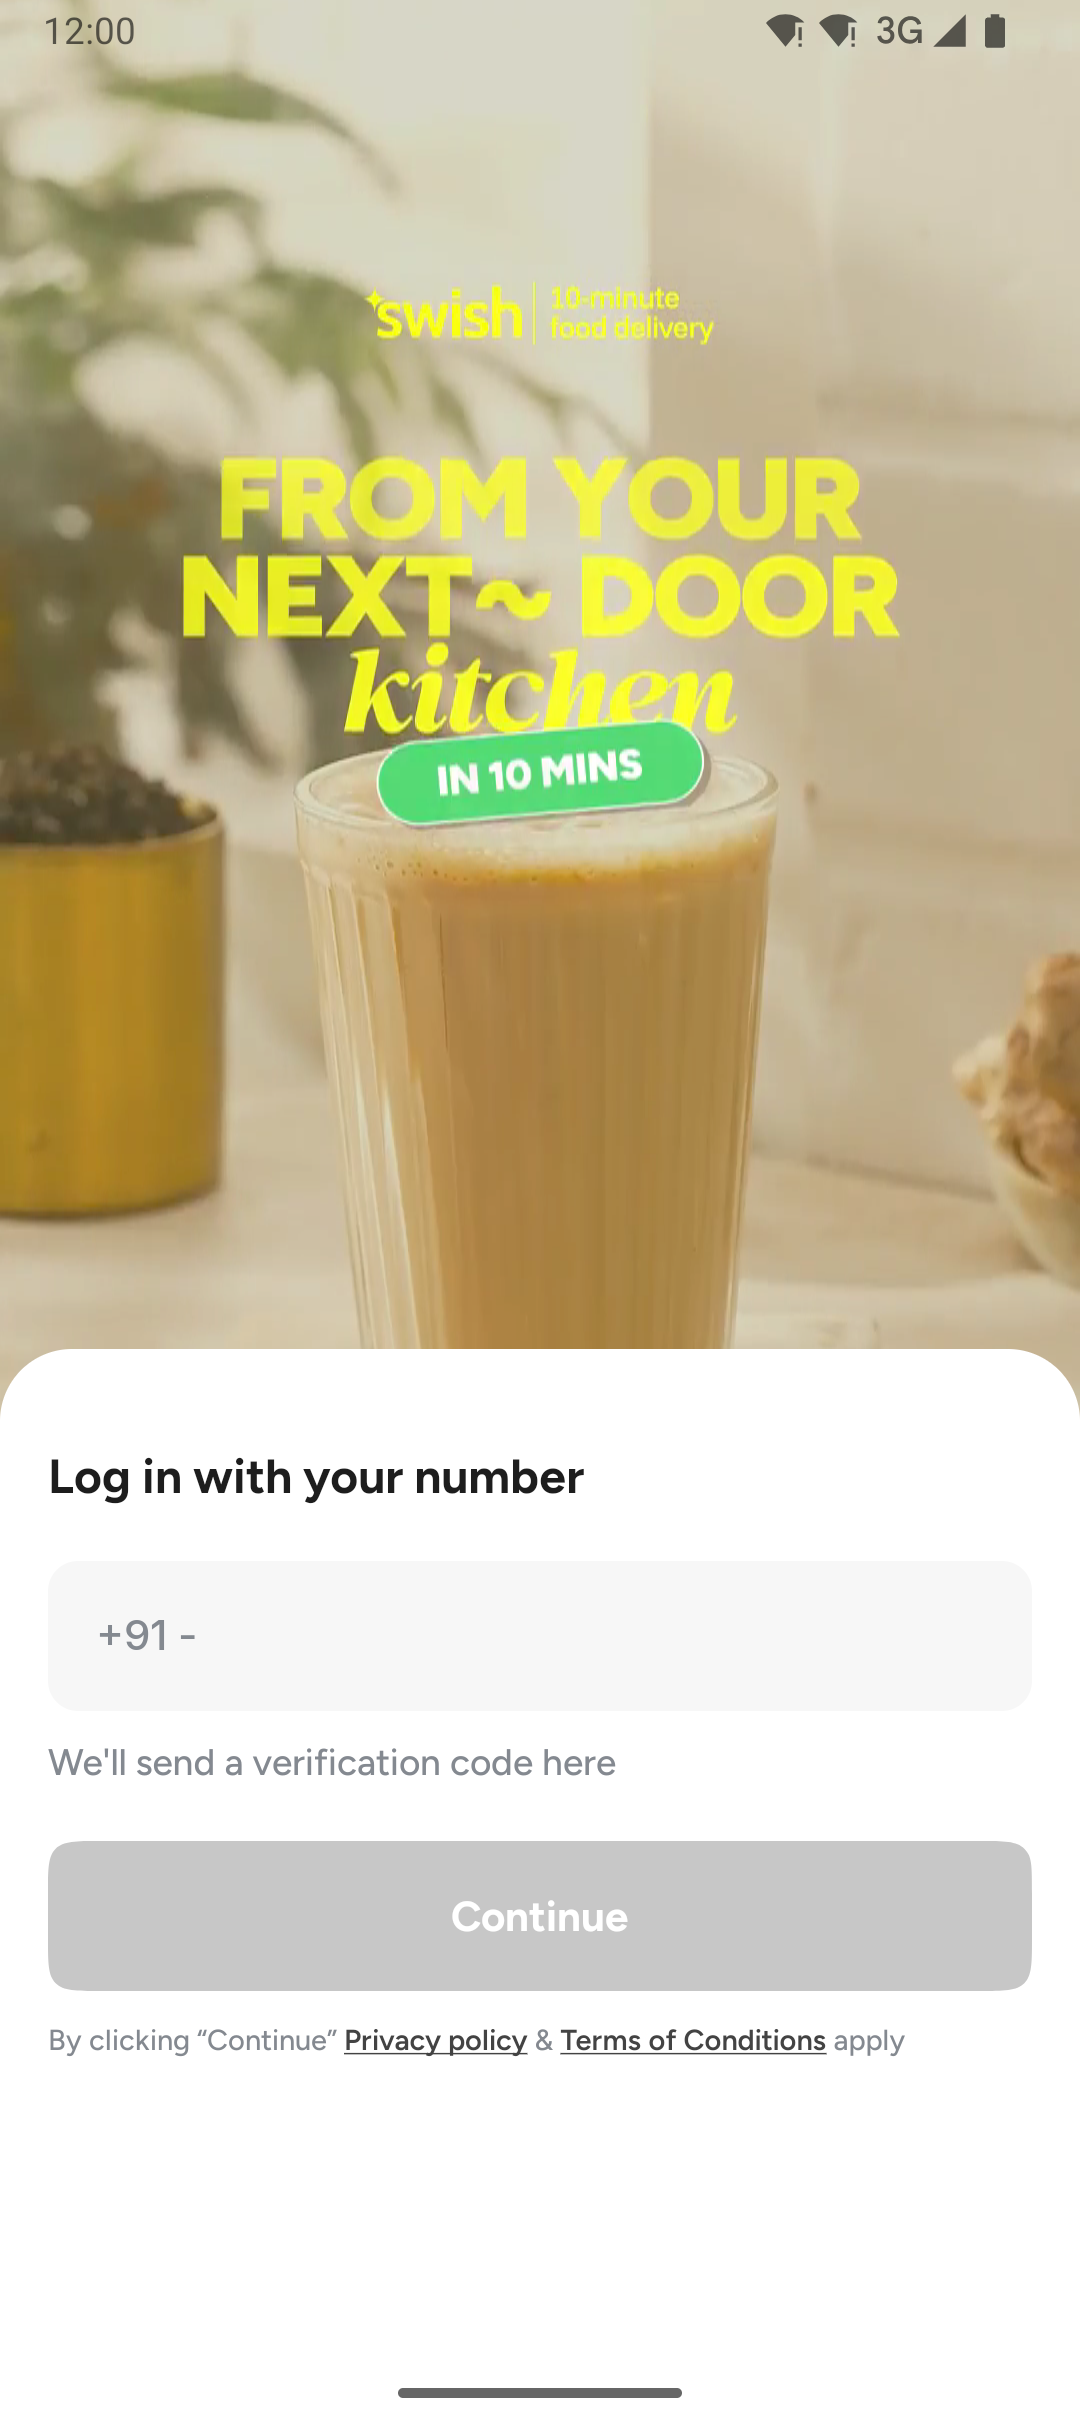 12:00
3G
swish
10-minute
food delivery
FROM YOUR
NEXT~ DOOR
kitchen
IN 10 MINS
Log in with your number
+91 -
We'll send a verification code here
Continue
By clicking “Continue” Privacy policy & Terms of Conditions apply